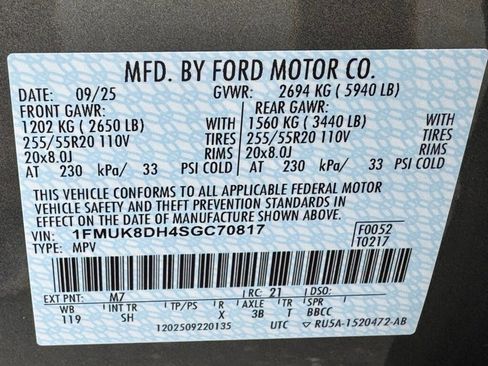 MFD. BY FORD MOTOR CO.
DATE: 09/25 GVWR: 2694 KG ( 5940 LB)
FRONT GAWR: REAR GAWR:
1202 KG ( 2650 LB) WITH 1560 KG ( 3440 LB) WITH
255/55R20 110V TIRES 255/55R20 110V TIRES
20x8.0J RIMS 20x8.0J RIMS
AT 230 kPa/ 33 PSI COLD AT 230 kPa/ 33 PSI COLD
THIS VEHICLE CONFORMS TO ALL APPLICABLE FEDERAL MOTOR
VEHICLE SAFETY AND THEFT PREVENTION STANDARDS IN EFFECT ON THE
DATE OF MANUFACTURE SHOWN ABOVE.
VIN: 1FMUK8DH4SGC70817 F0052
TYPE: MPV T0217
EXT PNT: M7 RC: 21
WB INT TR TP/PS R AXLE TR SPR
119 SH X 3B T BBCC
1202509220135 UTC ▽ RU5A-1520472-AB